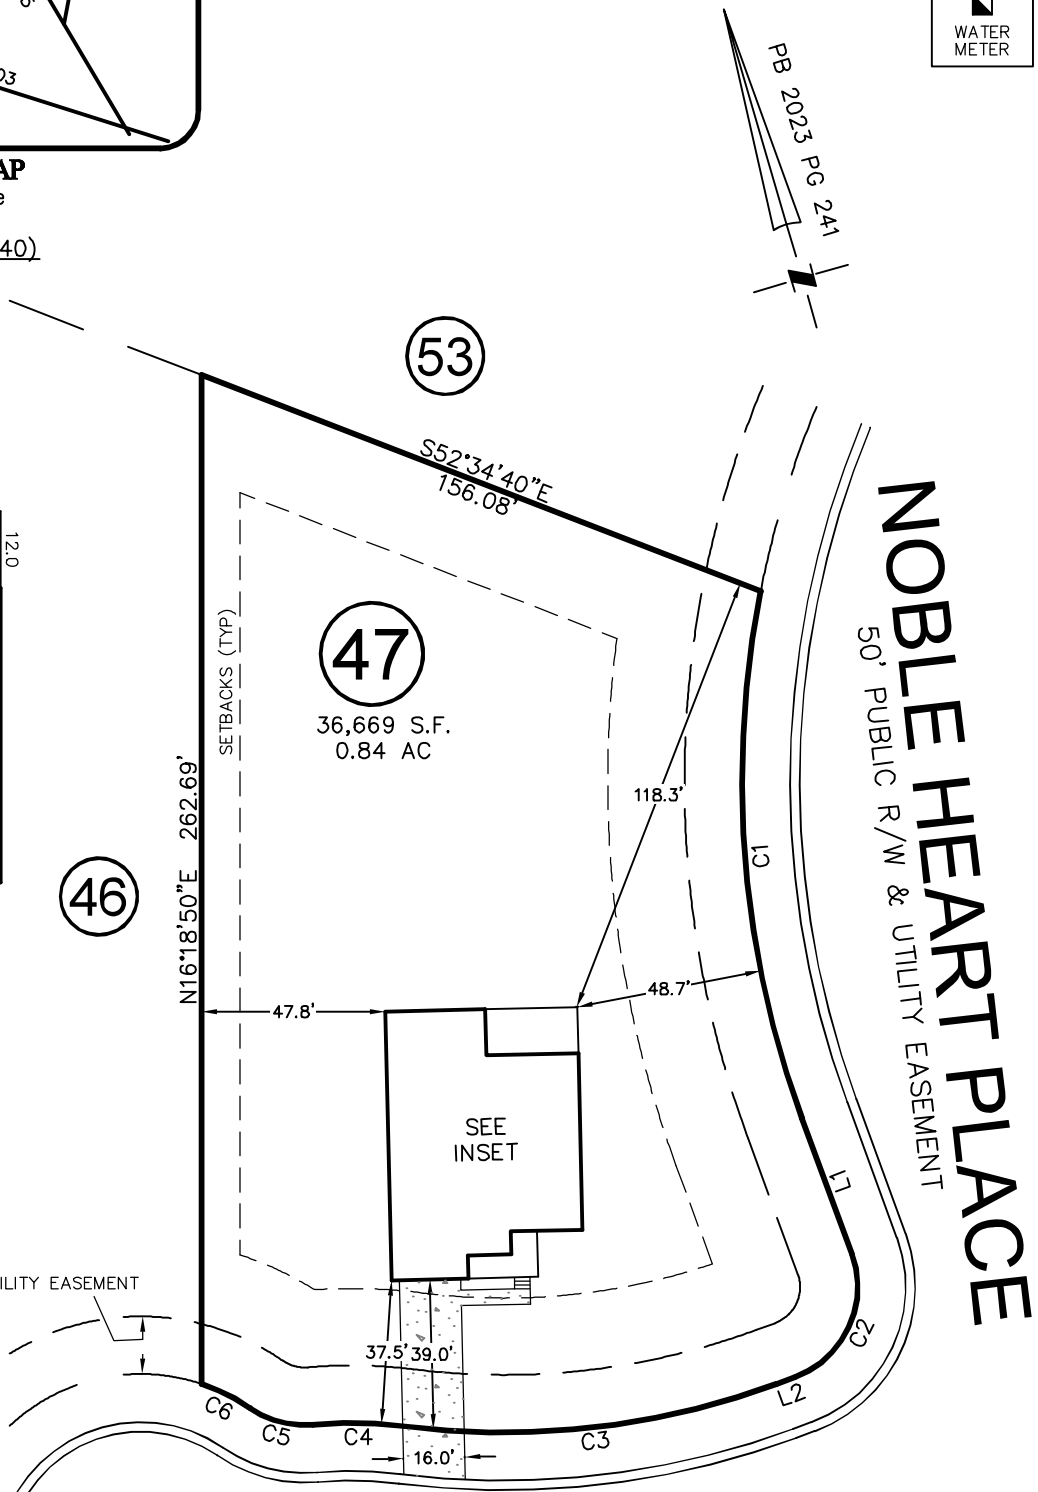 WATER
METER
PB 2023 PG 241
AP
40)
53
S52°34'40"E
156.08'
12.0
NOBLE HEART PLACE
50' PUBLIC R/W & UTILITY EASEMENT
SETBACKS (TYP)
47
36,669 S.F.
0.84 AC
118.3'
N16°18'50"E 262.69'
46
C1
48.7'
47.8'
SEE
INSET
L1
ILITY EASEMENT
37.5'
39.0'
C2
L2
C6
C5
C4
C3
16.0'